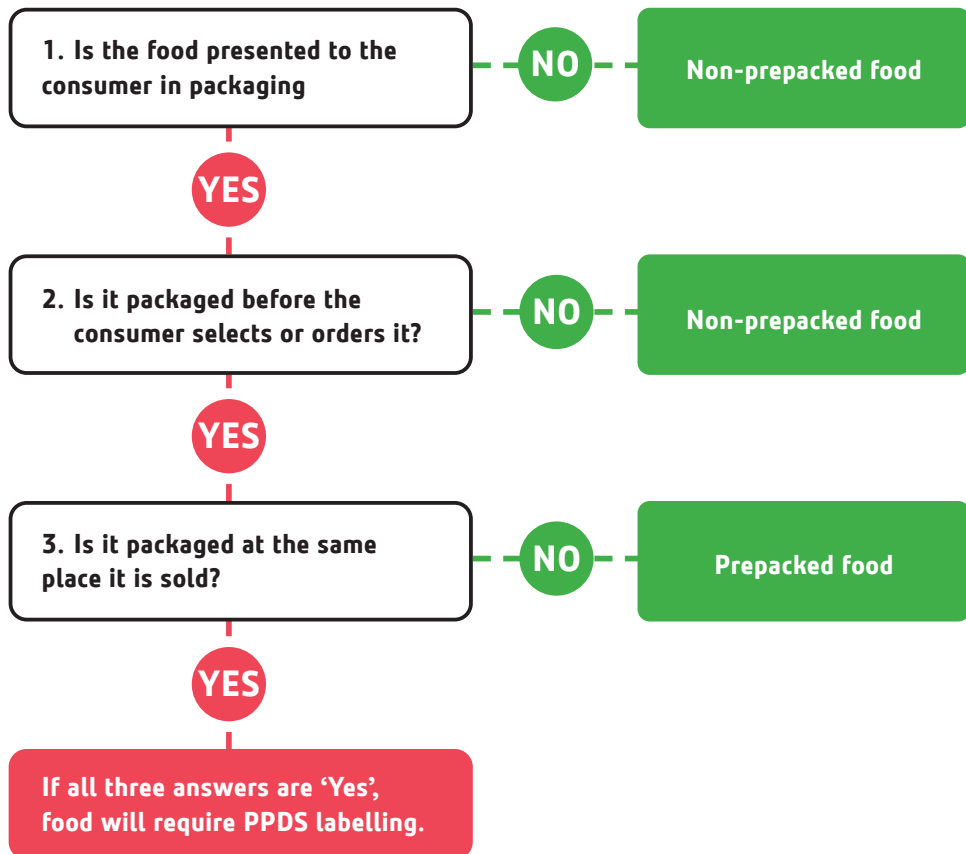 1. Is the food presented to the
consumer in packaging
NO
Non-prepacked food
YES
2. Is it packaged before the
consumer selects or orders it?
NO
Non-prepacked food
YES
3. Is it packaged at the same
place it is sold?
NO
Prepacked food
YES
If all three answers are ‘Yes’,
food will require PPDS labelling.